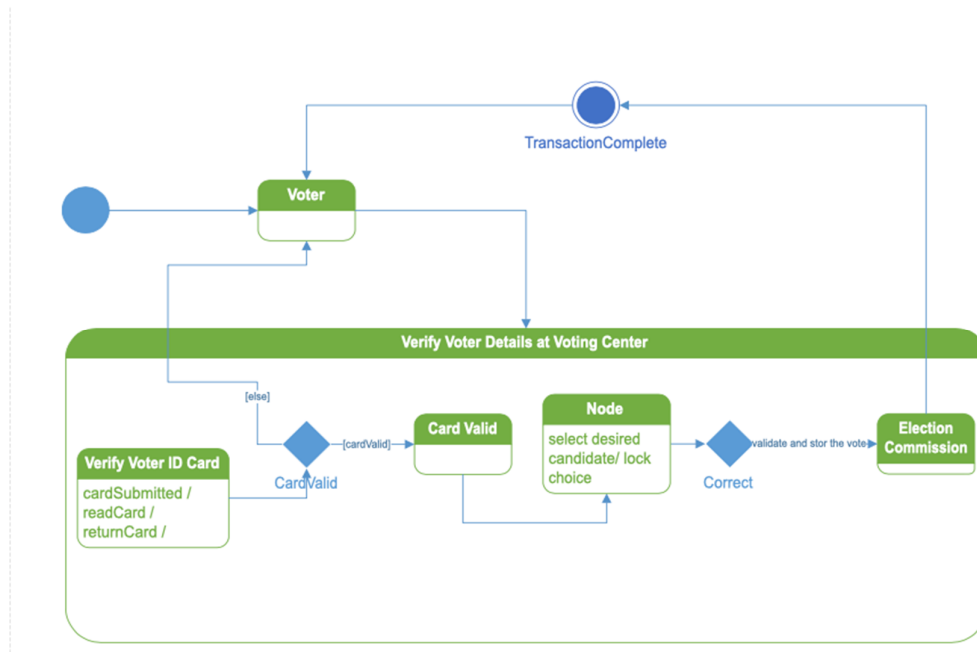 TransactionComplete
Voter
Verify Voter Details at Voting Center
[else]
Verify Voter ID Card
cardSubmitted /
readCard /
returnCard /
CardValid
[cardValid]
Card Valid
Node
select desired
candidate/ lock
choice
Correct
validate and stor the vote
Election
Commission